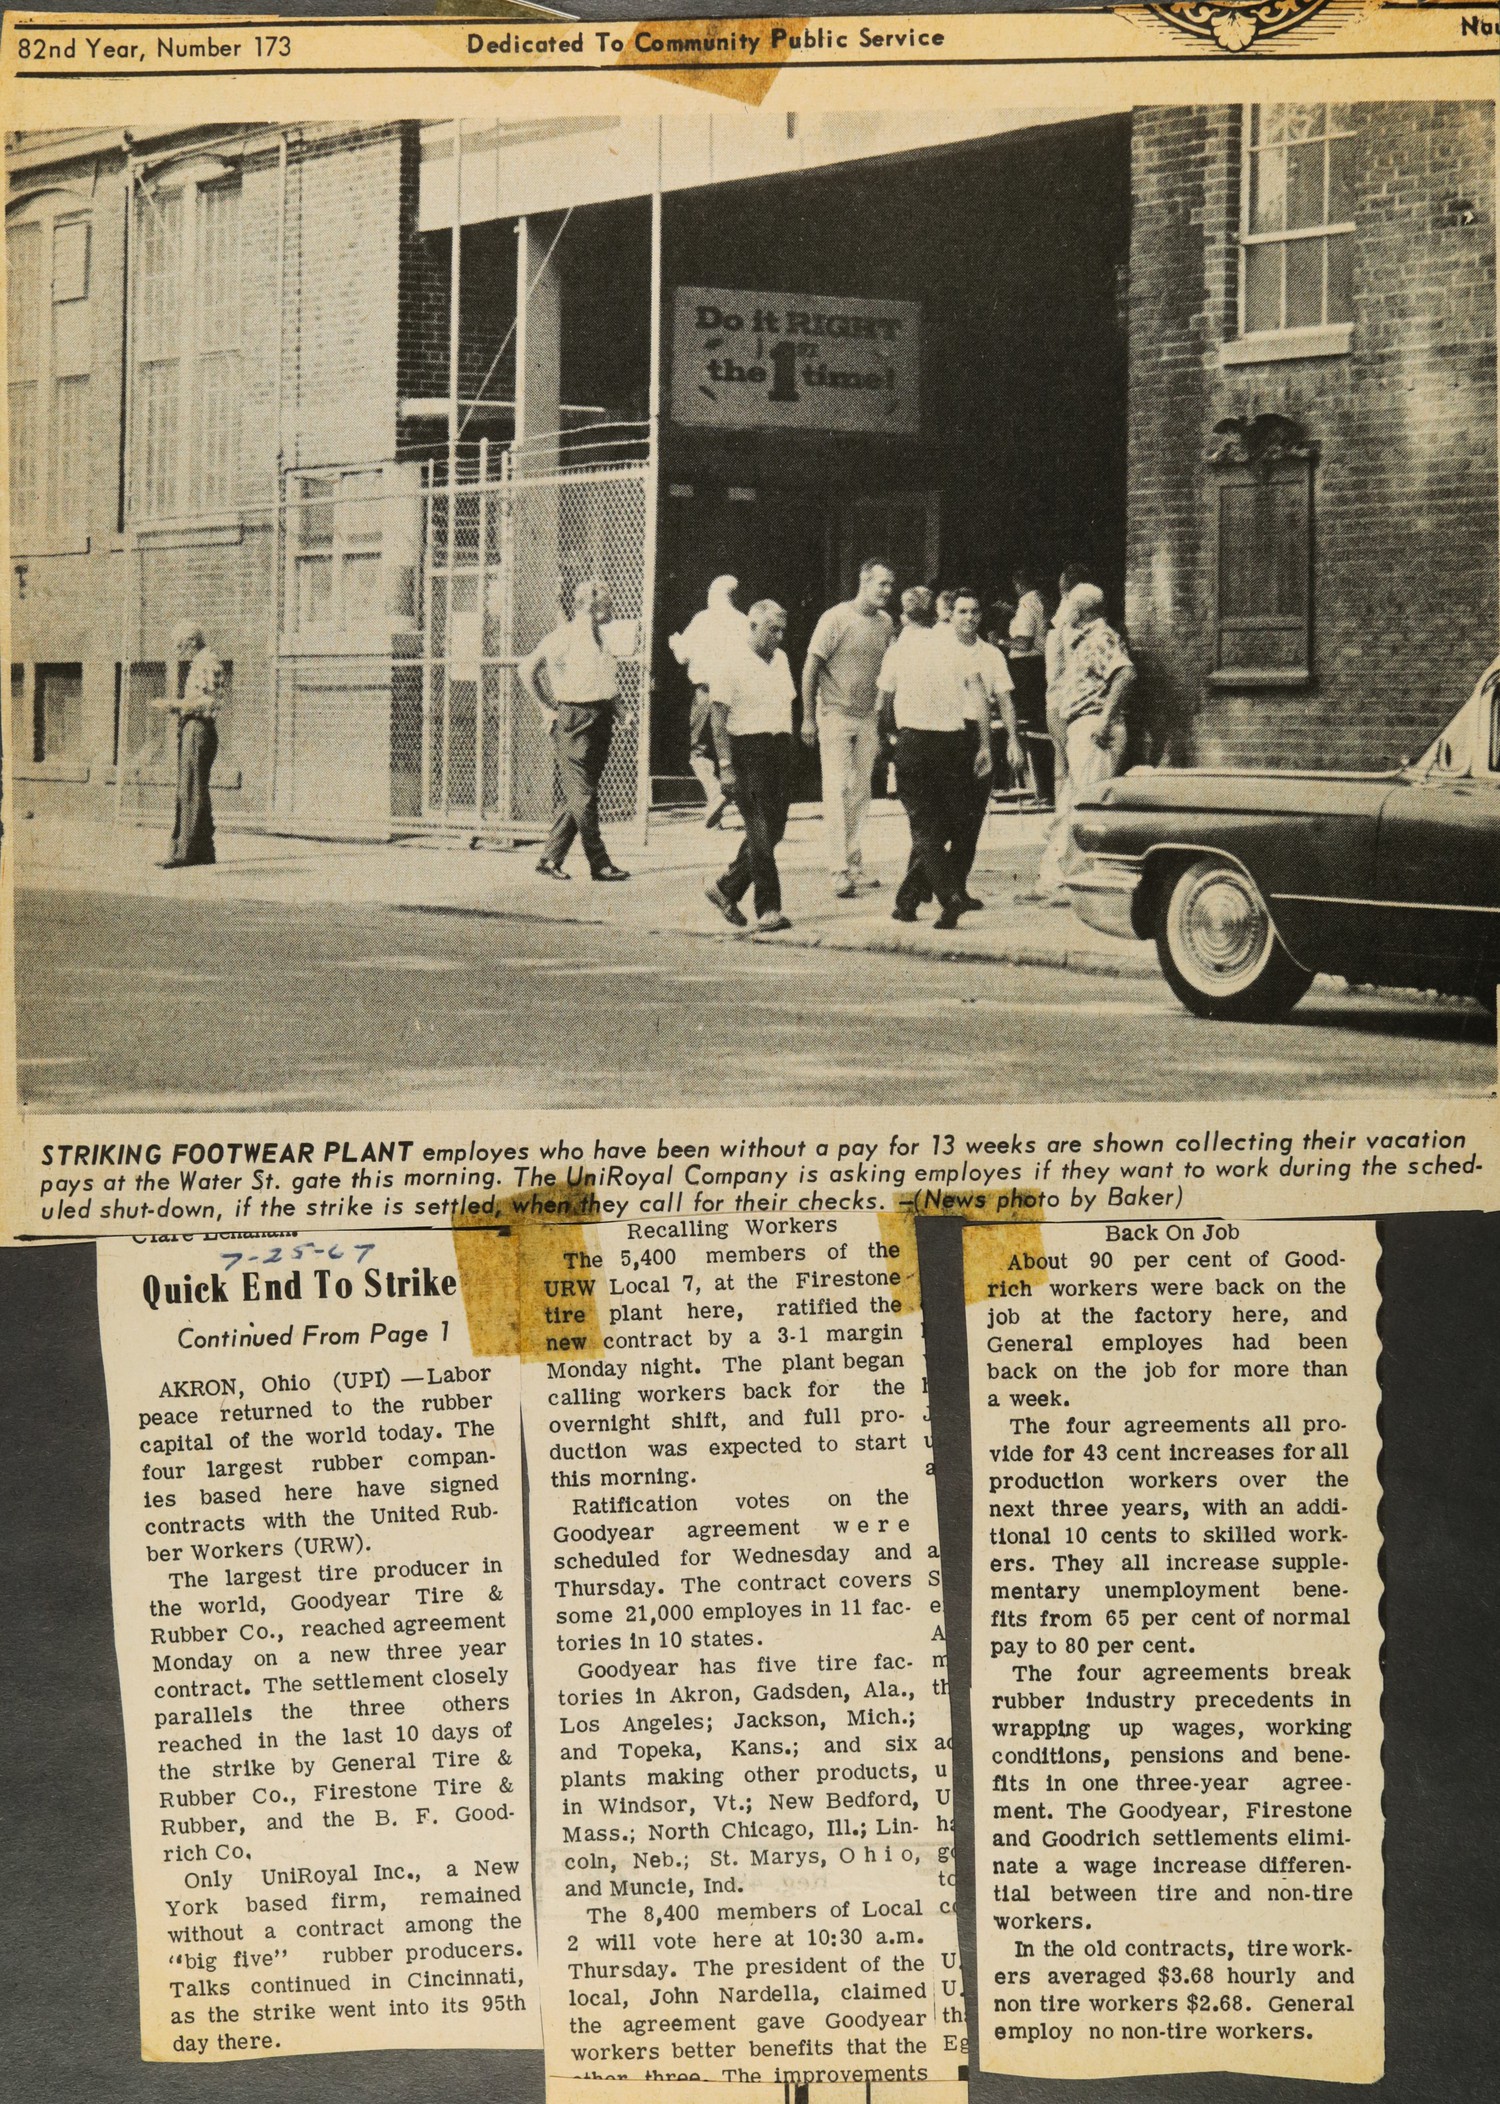 82nd Year, Number 173
Dedicated To Community Public Service
Do it RIGHT
the 1st time!
STRIKING FOOTWEAR PLANT employes who have been without a pay for 13 weeks are shown collecting their vacation
pays at the Water St. gate this morning. The UniRoyal Company is asking employes if they want to work during the sched-
uled shut-down, if the strike is settled, when they call for their checks. —(News photo by Baker)
7-25-67
Quick End To Strike
Continued From Page 1
AKRON, Ohio (UPI) —Labor
peace returned to the rubber
capital of the world today. The
four largest rubber compan-
ies based here have signed
contracts with the United Rub-
ber Workers (URW).
The largest tire producer in
the world, Goodyear Tire &
Rubber Co., reached agreement
Monday on a new three year
contract. The settlement closely
parallels the three others
reached in the last 10 days of
the strike by General Tire &
Rubber Co., Firestone Tire &
Rubber, and the B. F. Good-
rich Co.
Only UniRoyal Inc., a New
York based firm, remained
without a contract among the
"big five" rubber producers.
Talks continued in Cincinnati,
as the strike went into its 95th
day there.
Recalling Workers
The 5,400 members of the
URW Local 7, at the Firestone
tire plant here, ratified the
new contract by a 3-1 margin
Monday night. The plant began
calling workers back for the
overnight shift, and full pro-
duction was expected to start
this morning.
Ratification votes on the
Goodyear agreement were
scheduled for Wednesday and
Thursday. The contract covers
some 21,000 employes in 11 fac-
tories in 10 states.
Goodyear has five tire fac-
tories in Akron, Gadsden, Ala.,
Los Angeles; Jackson, Mich.;
and Topeka, Kans.; and six
plants making other products,
in Windsor, Vt.; New Bedford,
Mass.; North Chicago, Ill.; Lin-
coln, Neb.; St. Marys, Ohio,
and Muncie, Ind.
The 8,400 members of Local
2 will vote here at 10:30 a.m.
Thursday. The president of the
local, John Nardella, claimed
the agreement gave Goodyear
workers better benefits that the
other three. The improvements
Back On Job
About 90 per cent of Good-
rich workers were back on the
job at the factory here, and
General employes had been
back on the job for more than
a week.
The four agreements all pro-
vide for 43 cent increases for all
production workers over the
next three years, with an addi-
tional 10 cents to skilled work-
ers. They all increase supple-
mentary unemployment bene-
fits from 65 per cent of normal
pay to 80 per cent.
The four agreements break
rubber industry precedents in
wrapping up wages, working
conditions, pensions and bene-
fits in one three-year agree-
ment. The Goodyear, Firestone
and Goodrich settlements elimi-
nate a wage increase differen-
tial between tire and non-tire
workers.
In the old contracts, tire work-
ers averaged $3.68 hourly and
non tire workers $2.68. General
employ no non-tire workers.